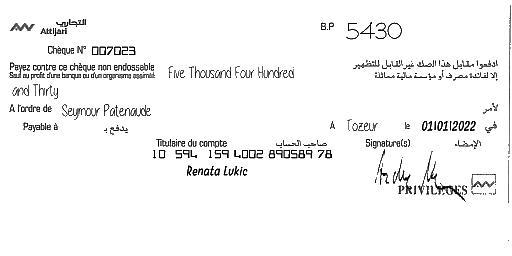 التجاري
Attijari
B.P 5430
Chèque N° 007023
Payez contre ce chèque non endossable
Seuf au profit d'une banque ou d'un organisme assimilé
ادفعوا مقابل هذا الصك غير القابل للتظهير
إلا لفائدة مصرف أو مؤسسة مالية مماثلة
Five Thousand Four Hundred
and Thirty
A l'ordre de Seymour Patenaude لأمر
Payable à يدفع بـ
A Tozeur le 01/01/2022 في
Titulaire du compte صاحب الحساب
Signature(s) الإمضاء
10 594 159 4002 890589 78
Renata Lukic
PRIVILEGES